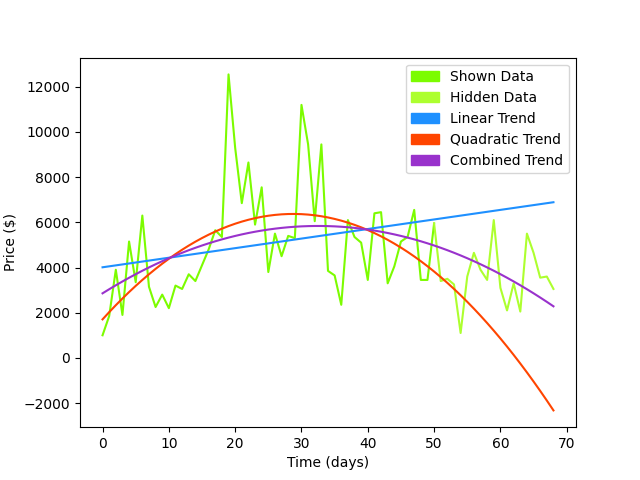 Shown Data
Hidden Data
Linear Trend
Quadratic Trend
Combined Trend
Price ($)
12000
10000
8000
6000
4000
2000
0
−2000
0 10 20 30 40 50 60 70
Time (days)